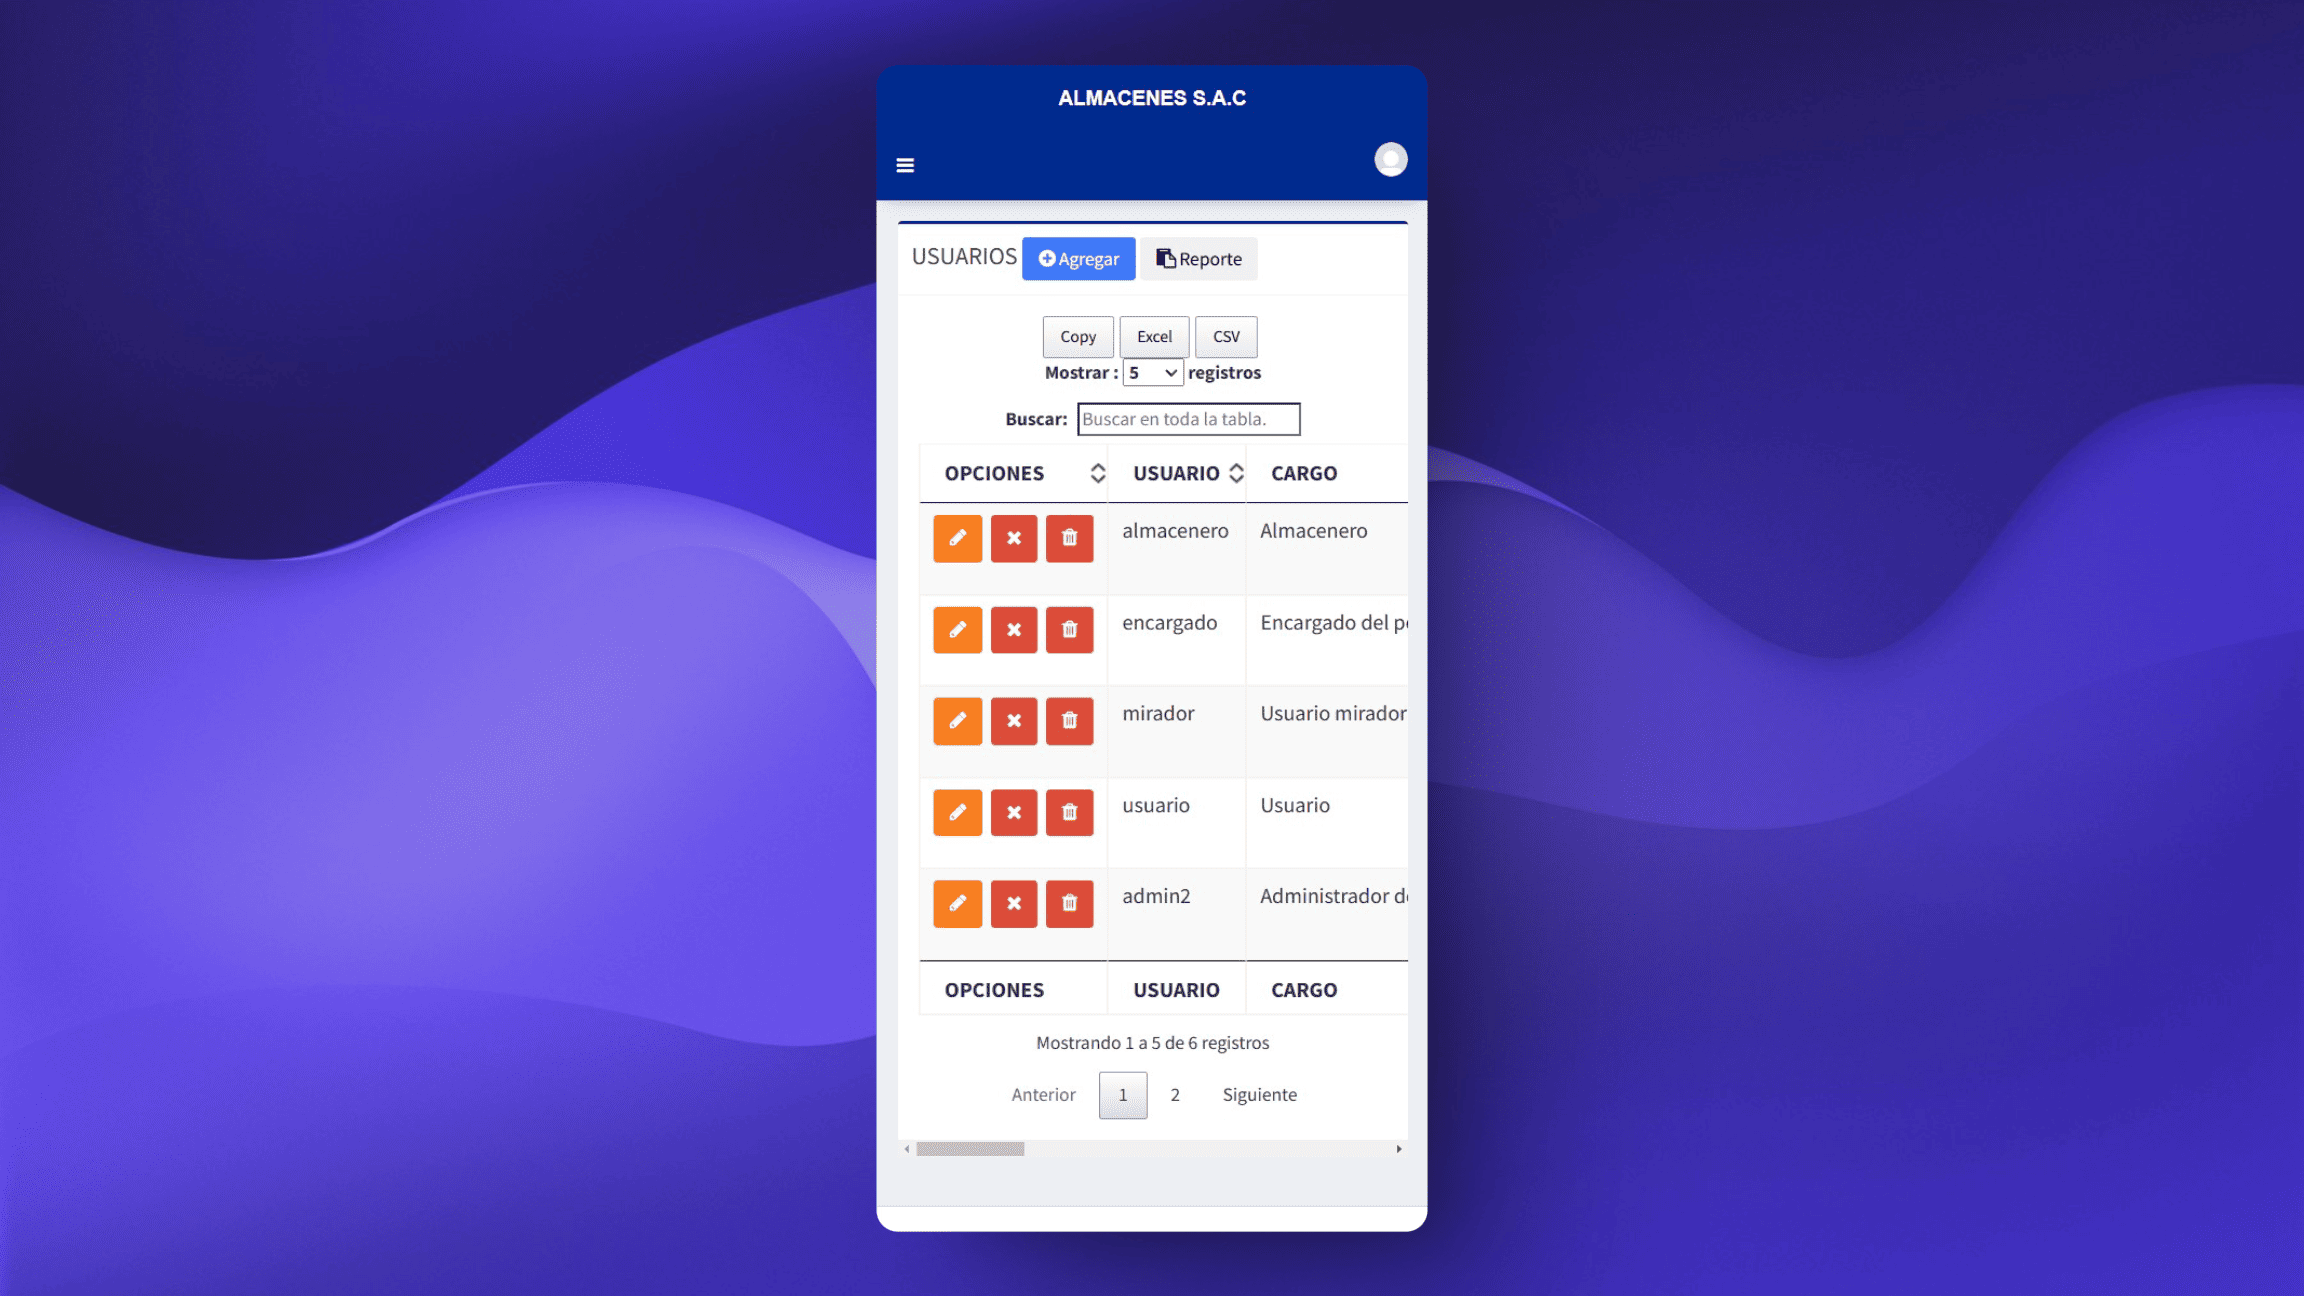 ALMACENES S.A.C
USUARIOS Agregar Reporte
Copy Excel CSV
Mostrar : 5 registros
Buscar: Buscar en toda la tabla.
OPCIONES USUARIO CARGO
almacenero Almacenero
encargado Encargado del
mirador Usuario mirador
usuario Usuario
admin2 Administrador
OPCIONES USUARIO CARGO
Mostrando 1 a 5 de 6 registros
Anterior 1 2 Siguiente